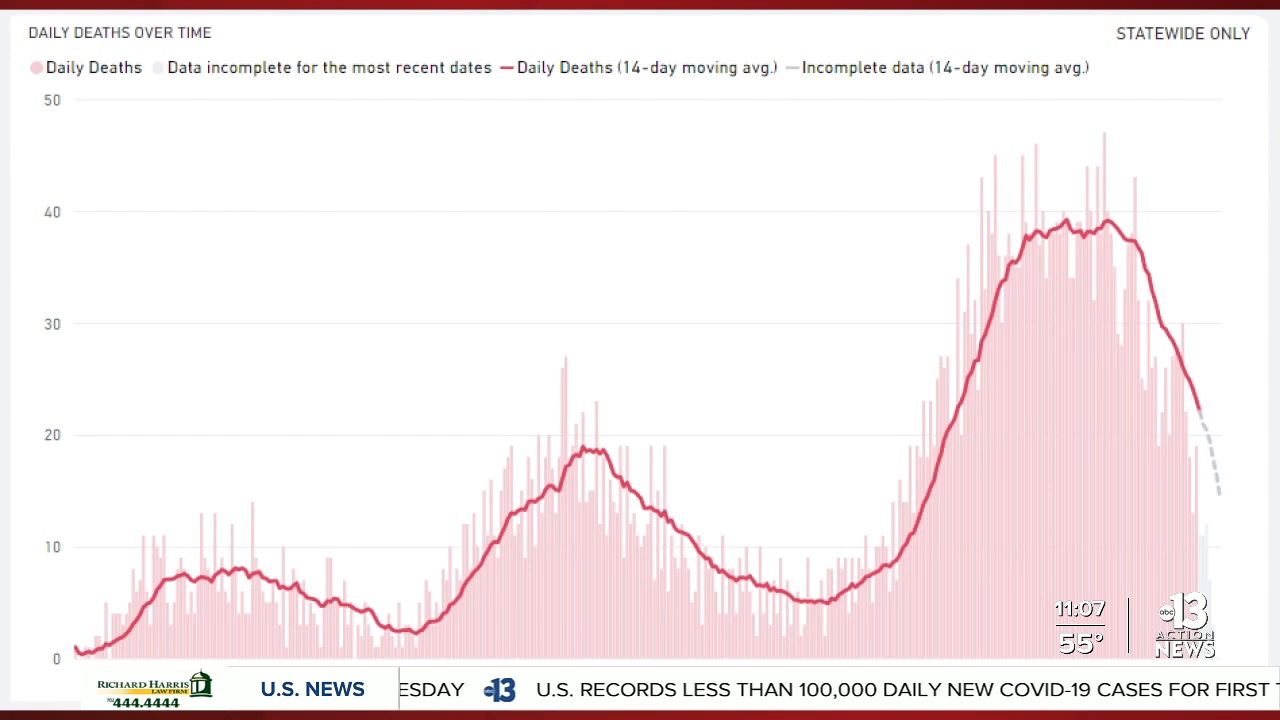 DAILY DEATHS OVER TIME
STATEWIDE ONLY
Daily Deaths Data incomplete for the most recent dates Daily Deaths (14-day moving avg.) Incomplete data (14-day moving avg.)
50
40
30
20
10
0
11:07
55°
abc 13
ACTION
NEWS
RICHARD HARRIS
LAW FIRM
702 444.4444
U.S. NEWS
ESDAY abc 13 U.S. RECORDS LESS THAN 100,000 DAILY NEW COVID-19 CASES FOR FIRST